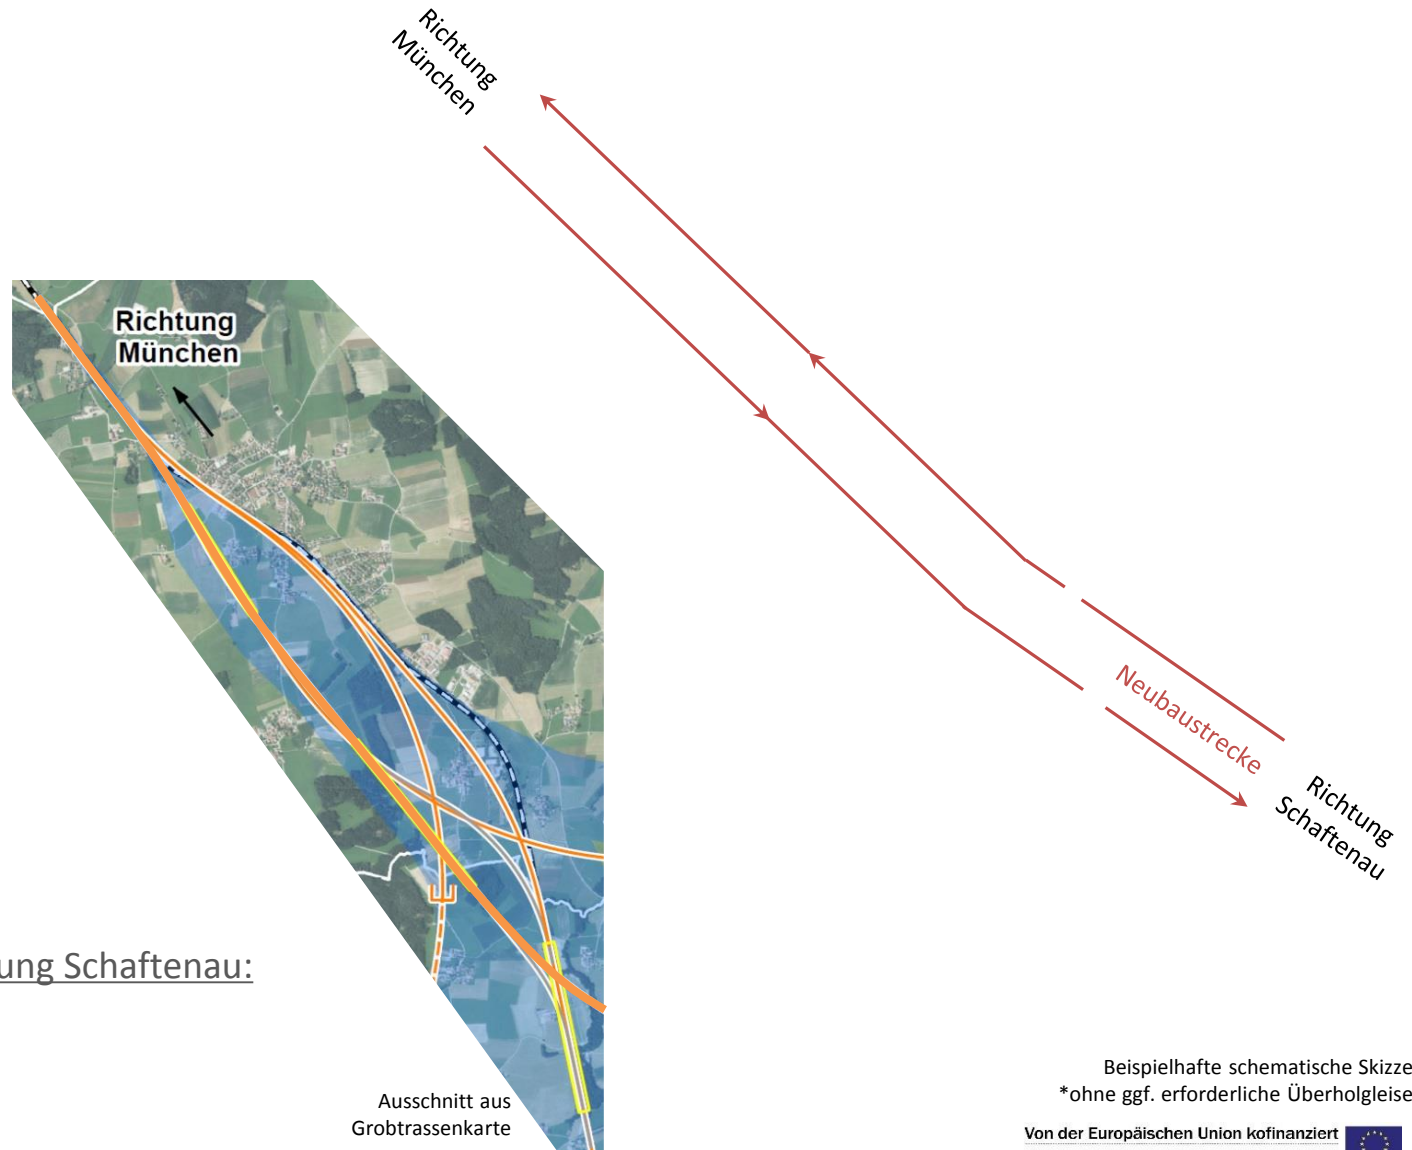 Richtung
München
Richtung
München
Neubaustrecke
Richtung
Schaftenau
ung Schaftenau:
Ausschnitt aus
Grobtrassenkarte
Beispielhafte schematische Skizze
*ohne ggf. erforderliche Überholgleise
Von der Europäischen Union kofinanziert